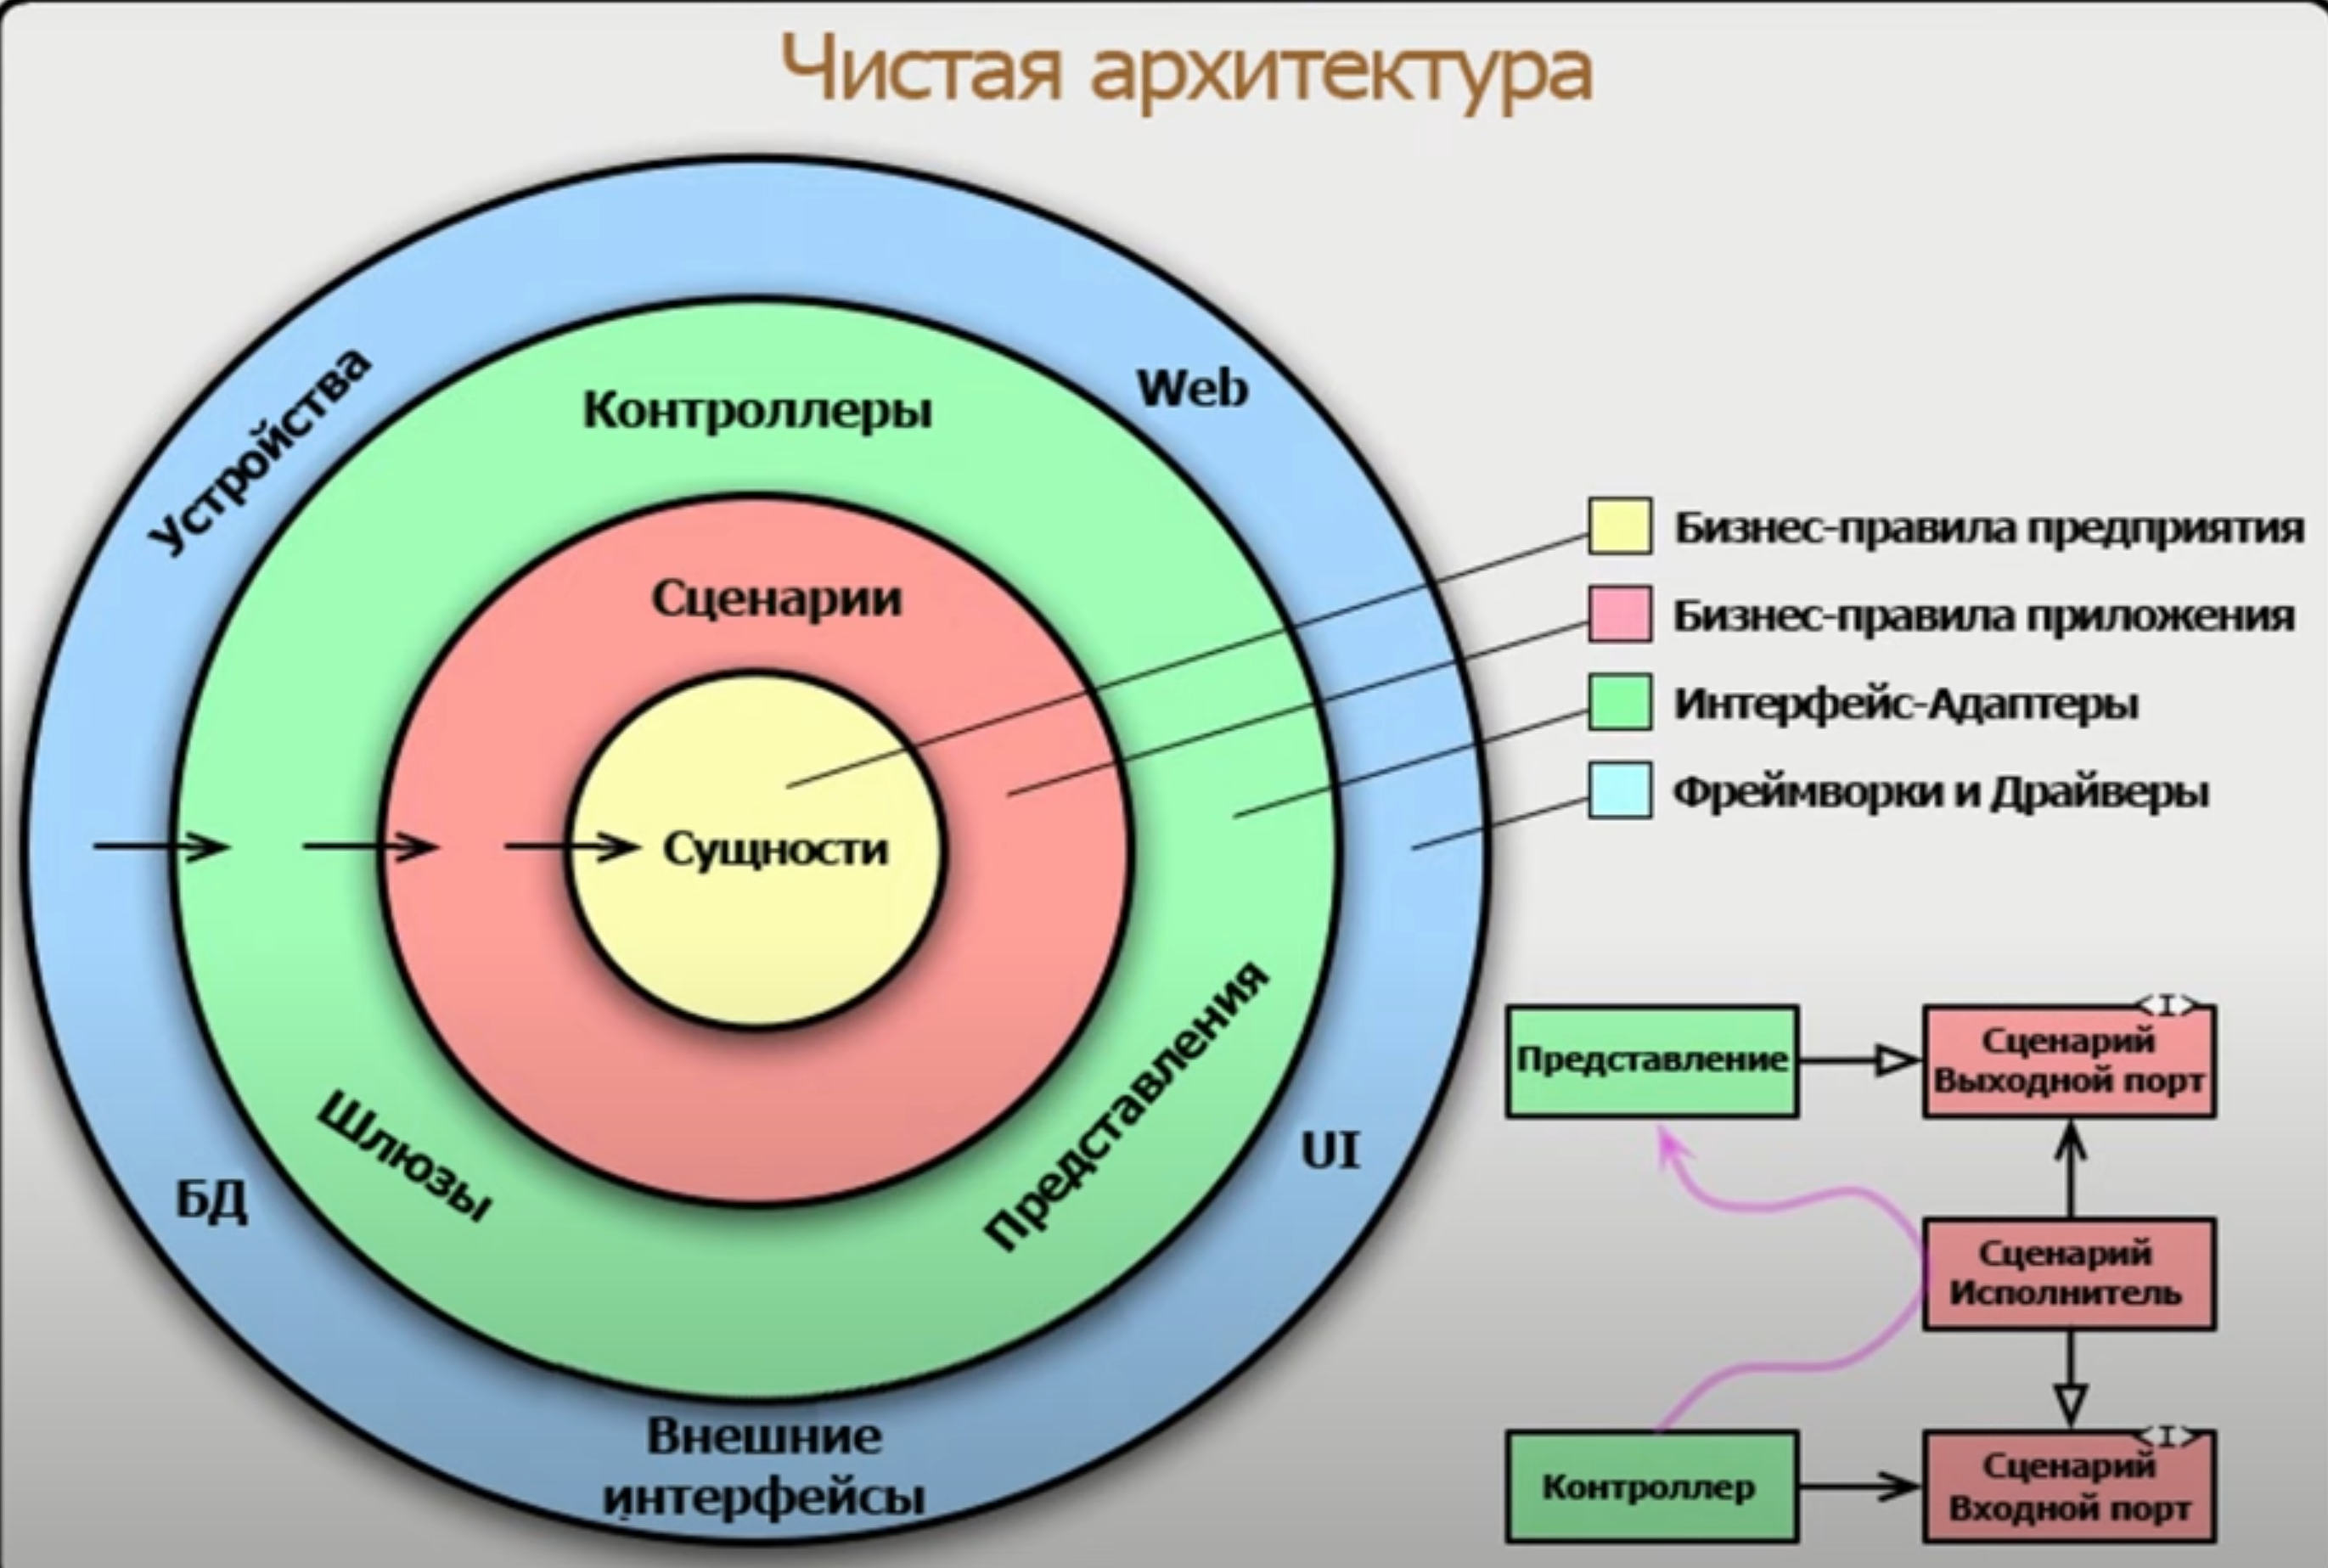 Чистая архитектура
Устройства
Web
Контроллеры
Сценарии
Сущности
Шлюзы
Представления
БД
UI
Внешние
интерфейсы
Бизнес-правила предприятия
Бизнес-правила приложения
Интерфейс-Адаптеры
Фреймворки и Драйверы
Представление
<I>
Сценарий
Выходной порт
Сценарий
Исполнитель
Контроллер
<I>
Сценарий
Входной порт